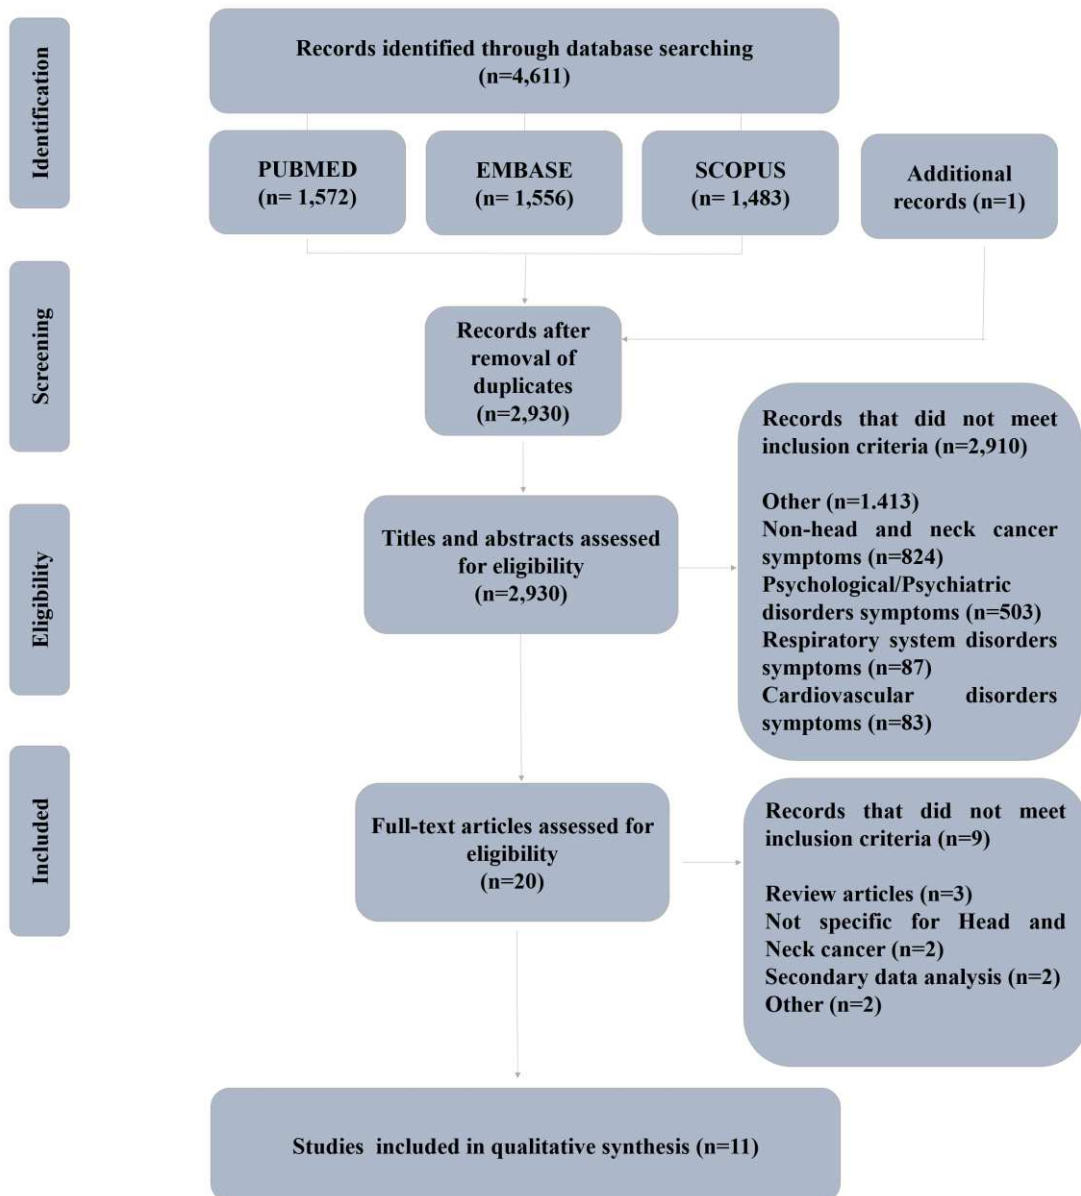 Identification
Records identified through database searching
(n=4,611)
PUBMED
(n= 1,572)
EMBASE
(n= 1,556)
SCOPUS
(n= 1,483)
Additional
records (n=1)
Screening
Records after
removal of
duplicates
(n=2,930)
Eligibility
Titles and abstracts assessed
for eligibility
(n=2,930)
Records that did not meet
inclusion criteria (n=2,910)
Other (n=1.413)
Non-head and neck cancer
symptoms (n=824)
Psychological/Psychiatric
disorders symptoms (n=503)
Respiratory system disorders
symptoms (n=87)
Cardiovascular disorders
symptoms (n=83)
Included
Full-text articles assessed for
eligibility
(n=20)
Records that did not meet
inclusion criteria (n=9)
Review articles (n=3)
Not specific for Head and
Neck cancer (n=2)
Secondary data analysis (n=2)
Other (n=2)
Studies included in qualitative synthesis (n=11)